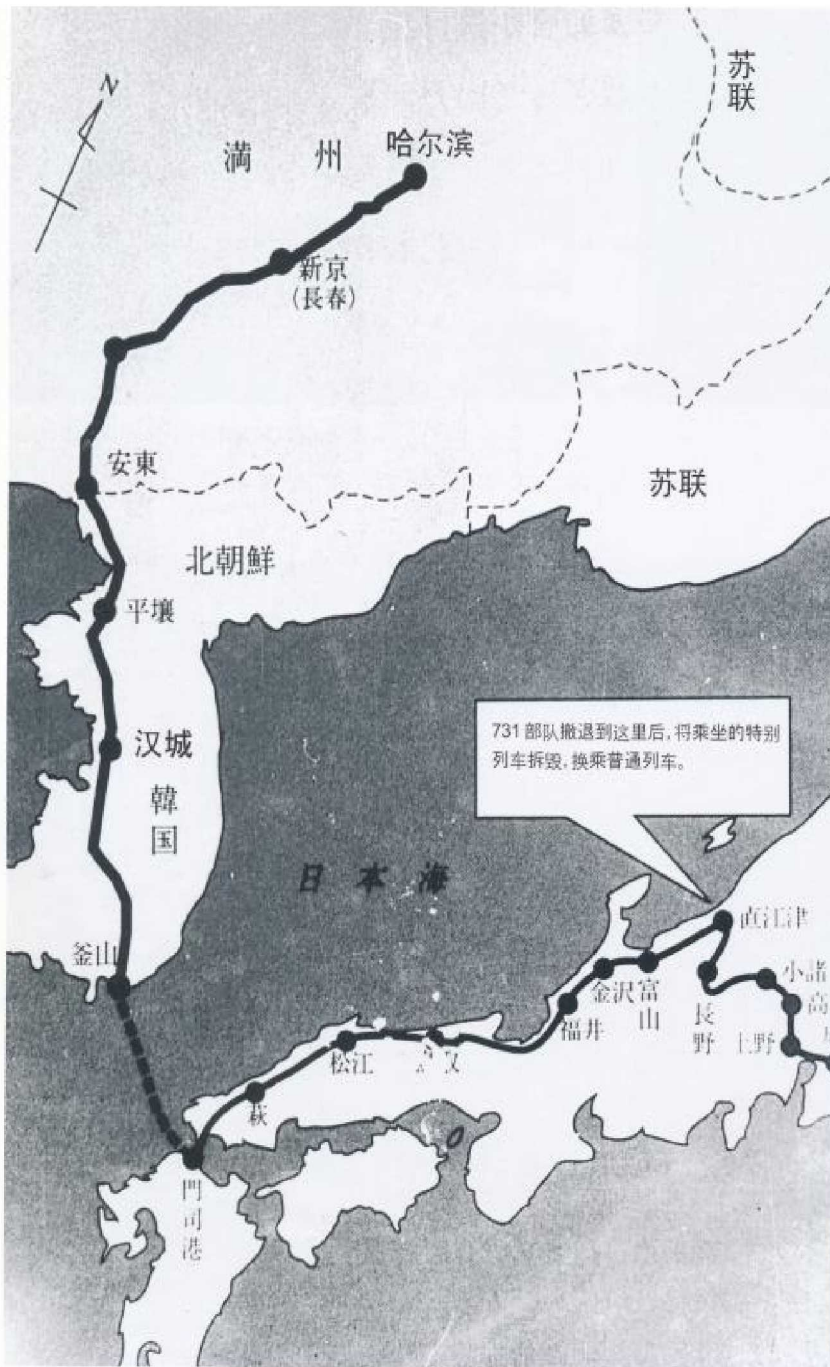 N
苏联
満州
哈尔滨
新京
(長春)
安東
苏联
北朝鮮
平壤
汉城
韓国
731部队撤退到这里后,将乘坐的特别
列车拆毁,换乘普通列车。
日本海
直江津
釜山
小諸
金沢
富山
高
福井
長野
上野
松江
萩
門司港